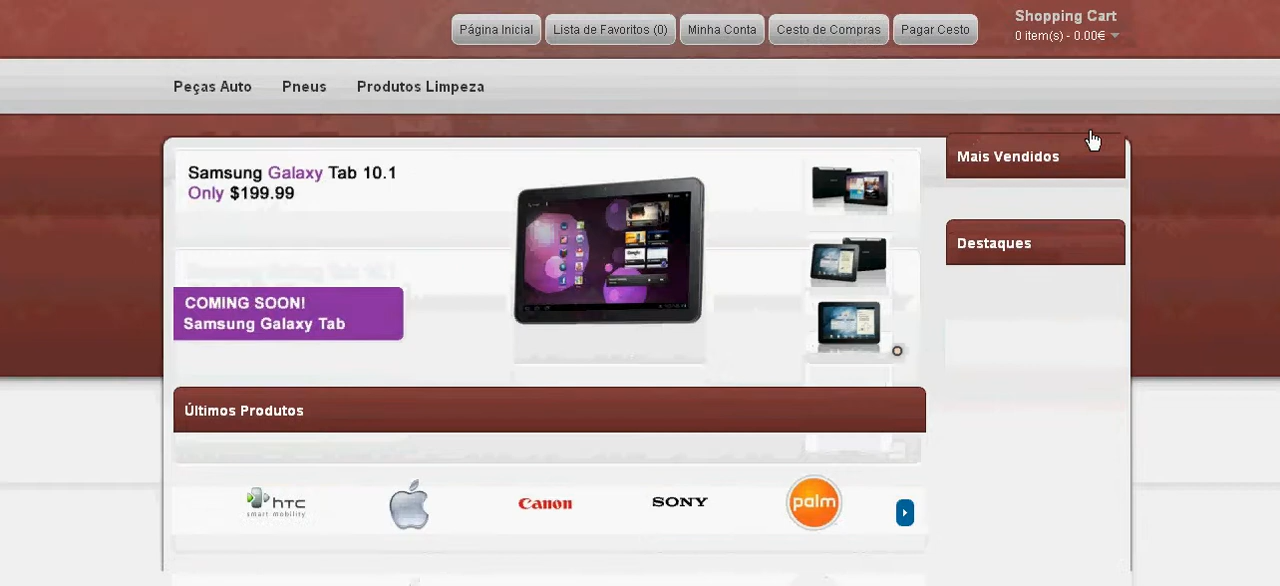 Página Inicial
Lista de Favoritos (0)
Minha Conta
Cesto de Compras
Pagar Cesto
Shopping Cart
0 item(s) - 0.00€
Peças Auto
Pneus
Produtos Limpeza
Samsung Galaxy Tab 10.1
Only $199.99
COMING SOON!
Samsung Galaxy Tab
Mais Vendidos
Destaques
Últimos Produtos
hTC
smart mobility
Canon
SONY
palm